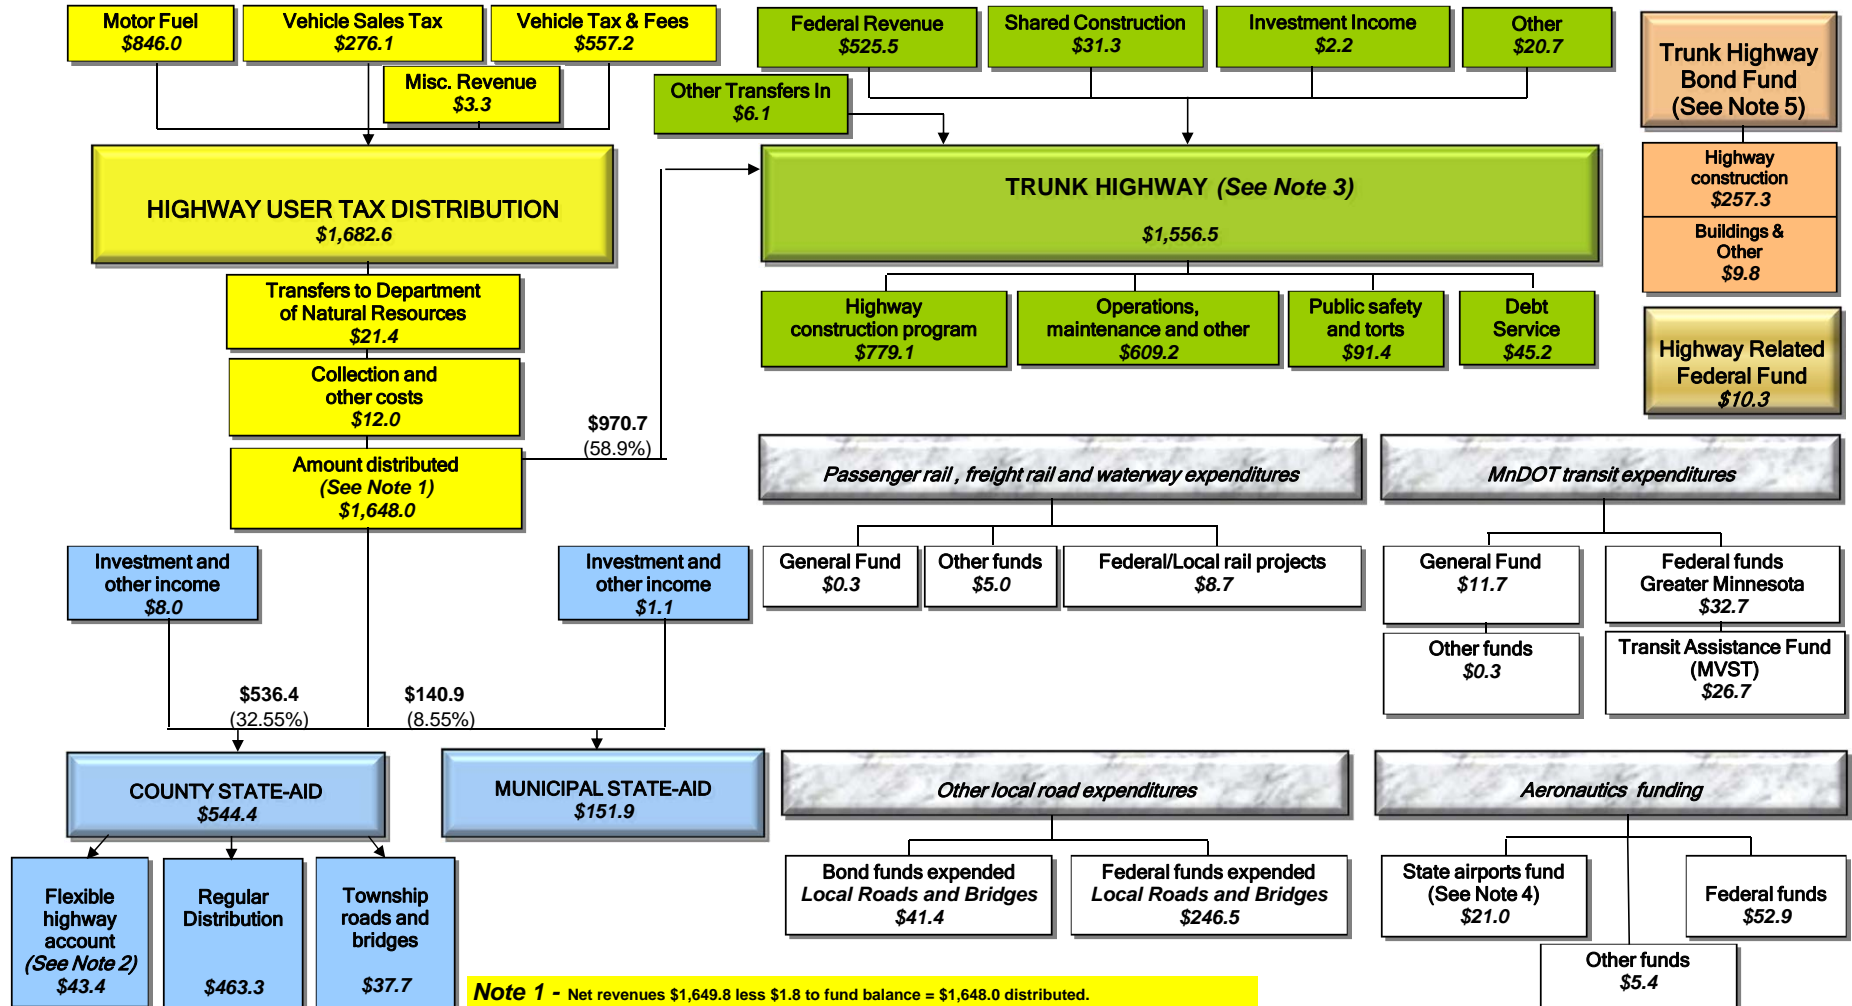 Motor Fuel
$846.0
Vehicle Sales Tax
$276.1
Vehicle Tax & Fees
$557.2
Misc. Revenue
$3.3
HIGHWAY USER TAX DISTRIBUTION
$1,682.6
Transfers to Department
of Natural Resources
$21.4
Collection and
other costs
$12.0
Amount distributed
(See Note 1)
$1,648.0
$970.7
(58.9%)
Federal Revenue
$525.5
Shared Construction
$31.3
Investment Income
$2.2
Other
$20.7
Other Transfers In
$6.1
TRUNK HIGHWAY (See Note 3)
$1,556.5
Highway
construction program
$779.1
Operations,
maintenance and other
$609.2
Public safety
and torts
$91.4
Debt
Service
$45.2
Trunk Highway
Bond Fund
(See Note 5)
Highway
construction
$257.3
Buildings &
Other
$9.8
Highway Related
Federal Fund
$10.3
Passenger rail , freight rail and waterway expenditures
General Fund
$0.3
Other funds
$5.0
Federal/Local rail projects
$8.7
MnDOT transit expenditures
General Fund
$11.7
Other funds
$0.3
Federal funds
Greater Minnesota
$32.7
Transit Assistance Fund
(MVST)
$26.7
Investment and
other income
$8.0
Investment and
other income
$1.1
$536.4
(32.55%)
$140.9
(8.55%)
COUNTY STATE-AID
$544.4
MUNICIPAL STATE-AID
$151.9
Flexible
highway
account
(See Note 2)
$43.4
Regular
Distribution
$463.3
Township
roads and
bridges
$37.7
Other local road expenditures
Bond funds expended
Local Roads and Bridges
$41.4
Federal funds expended
Local Roads and Bridges
$246.5
Aeronautics funding
State airports fund
(See Note 4)
$21.0
Federal funds
$52.9
Other funds
$5.4
Note 1 - Net revenues $1,649.8 less $1.8 to fund balance = $1,648.0 distributed.